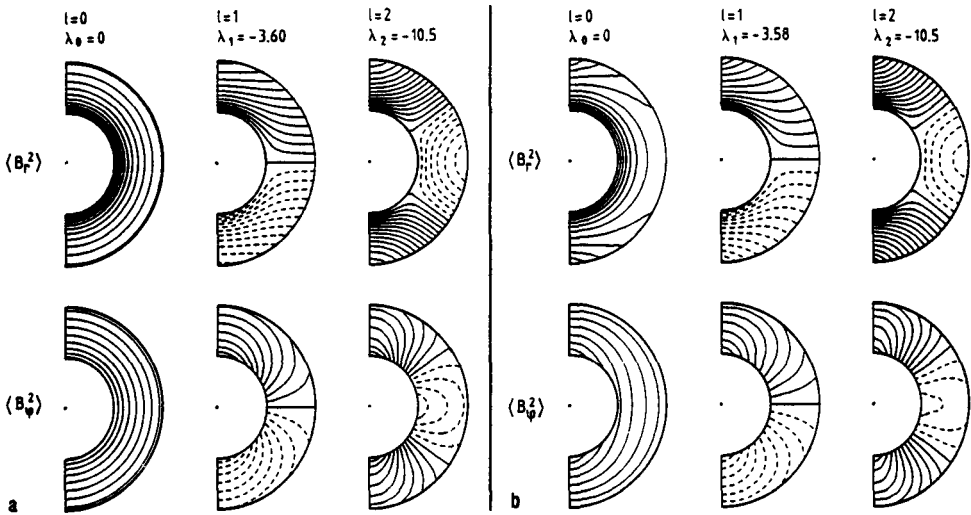 l=0 l=1 l=2 l=0 l=1 l=2
λ₀=0 λ₁=-3.60 λ₂=-10.5 λ₀=0 λ₁=-3.58 λ₂=-10.5
⟨B_r²⟩ ⟨B_r²⟩
⟨B_φ²⟩ ⟨B_φ²⟩
a b